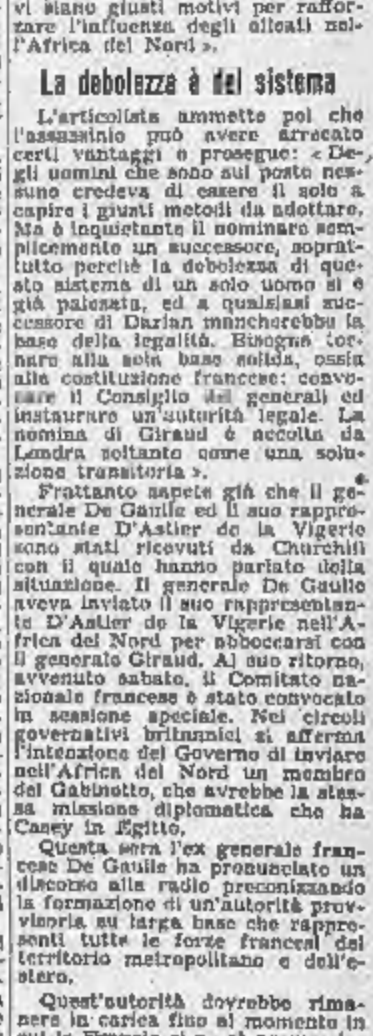 vi siano giusti motivi per raffor-
zare l'influenza degli alleati nel-
l'Africa del Nord ».
La debolezza è del sistema
L'articolista ammette poi che
l'assassinio può avere arrecato
certi vantaggi e prosegue: « De-
gli uomini che sono sul posto nes-
suno credeva di essere il solo a
capire i giusti metodi da adottare.
Ma è inquietante il nominare sem-
plicemente un successore, soprat-
tutto perchè la debolezza di que-
sto sistema di un solo uomo si è
già palesata, ed a qualsiasi suc-
cessore di Darlan mancherebbe la
base della legalità. Bisogna tor-
nare alla sola base solida, ossia
alla costituzione francese: convo-
care il Consiglio dei generali ed
instaurare un'autorità legale. La
nomina di Giraud è accolta da
Londra soltanto come una solu-
zione transitoria ».
Frattanto sapete già che il ge-
nerale De Gaulle ed il suo rappre-
sentante D'Astier de la Vigerie
sono stati ricevuti da Churchill
con il quale hanno parlato della
situazione. Il generale De Gaulle
aveva inviato il suo rappresentan-
te D'Astier de la Vigerie nell'A-
frica del Nord per abboccarsi con
il generale Giraud. Al suo ritorno,
avvenuto sabato, il Comitato na-
zionale francese è stato convocato
in sessione speciale. Nei circoli
governativi britannici si afferma
l'intenzione del Governo di inviare
nell'Africa del Nord un membro
del Gabinetto, che avrebbe la stes-
sa missione diplomatica che ha
Casey in Egitto.
Questa sera l'ex generale fran-
cese De Gaulle ha pronunciato un
discorso alla radio preconizzando
la formazione di un'autorità prov-
visoria su larga base che rappre-
senti tutte le forze francesi del
territorio metropolitano e dell'e-
stero.
Quest'autorità dovrebbe rima-
nere in carica fino al momento in